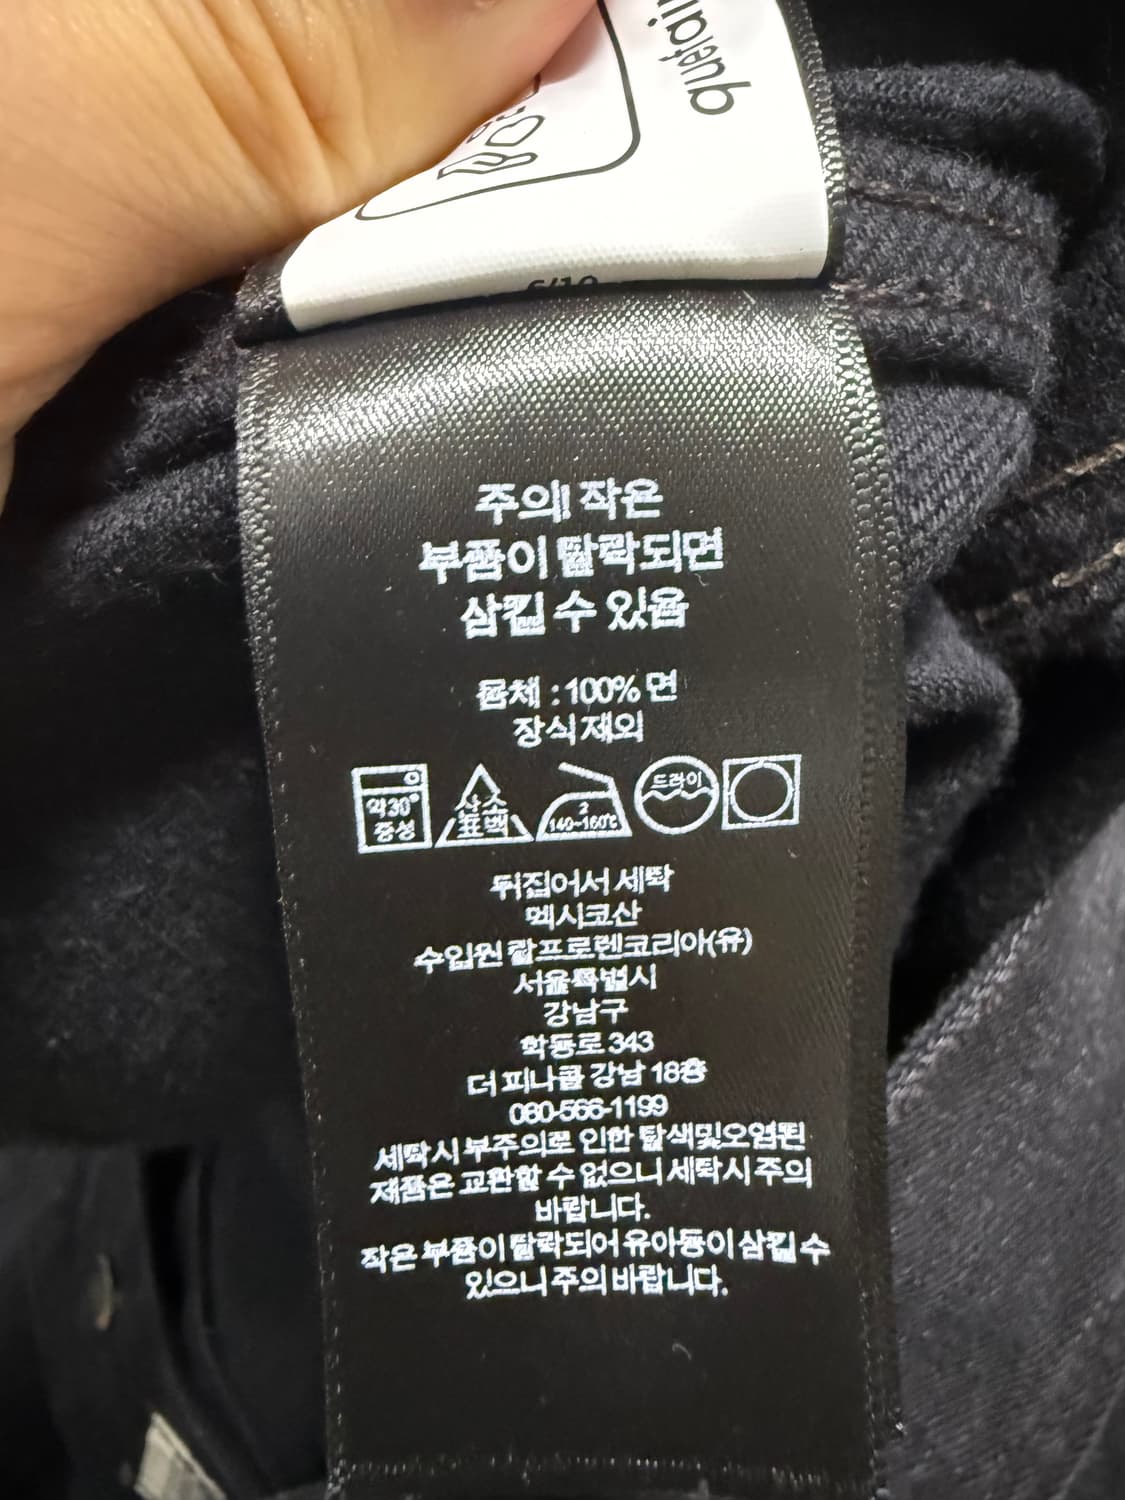 6/10
주의! 작은
부품이 탈락되면
삼킬 수 있음
몸체 : 100% 면
장식제외
약30°
중성
산소
표백
2
140~160℃
드라이
뒤집어서 세탁
멕시코산
수입원 랄프로렌코리아(유)
서울특별시
강남구
학동로 343
더 피나클 강남 18층
080-566-1199
세탁시 부주의로 인한 탈색및오염된
제품은 교환할 수 없으니 세탁시 주의
바랍니다.
작은 부품이 탈락되어 유아동이 삼킬 수
있으니 주의 바랍니다.